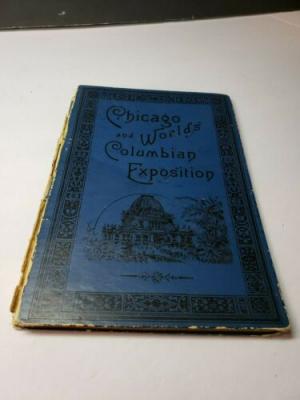 Chicago
and World's
Columbian
Exposition